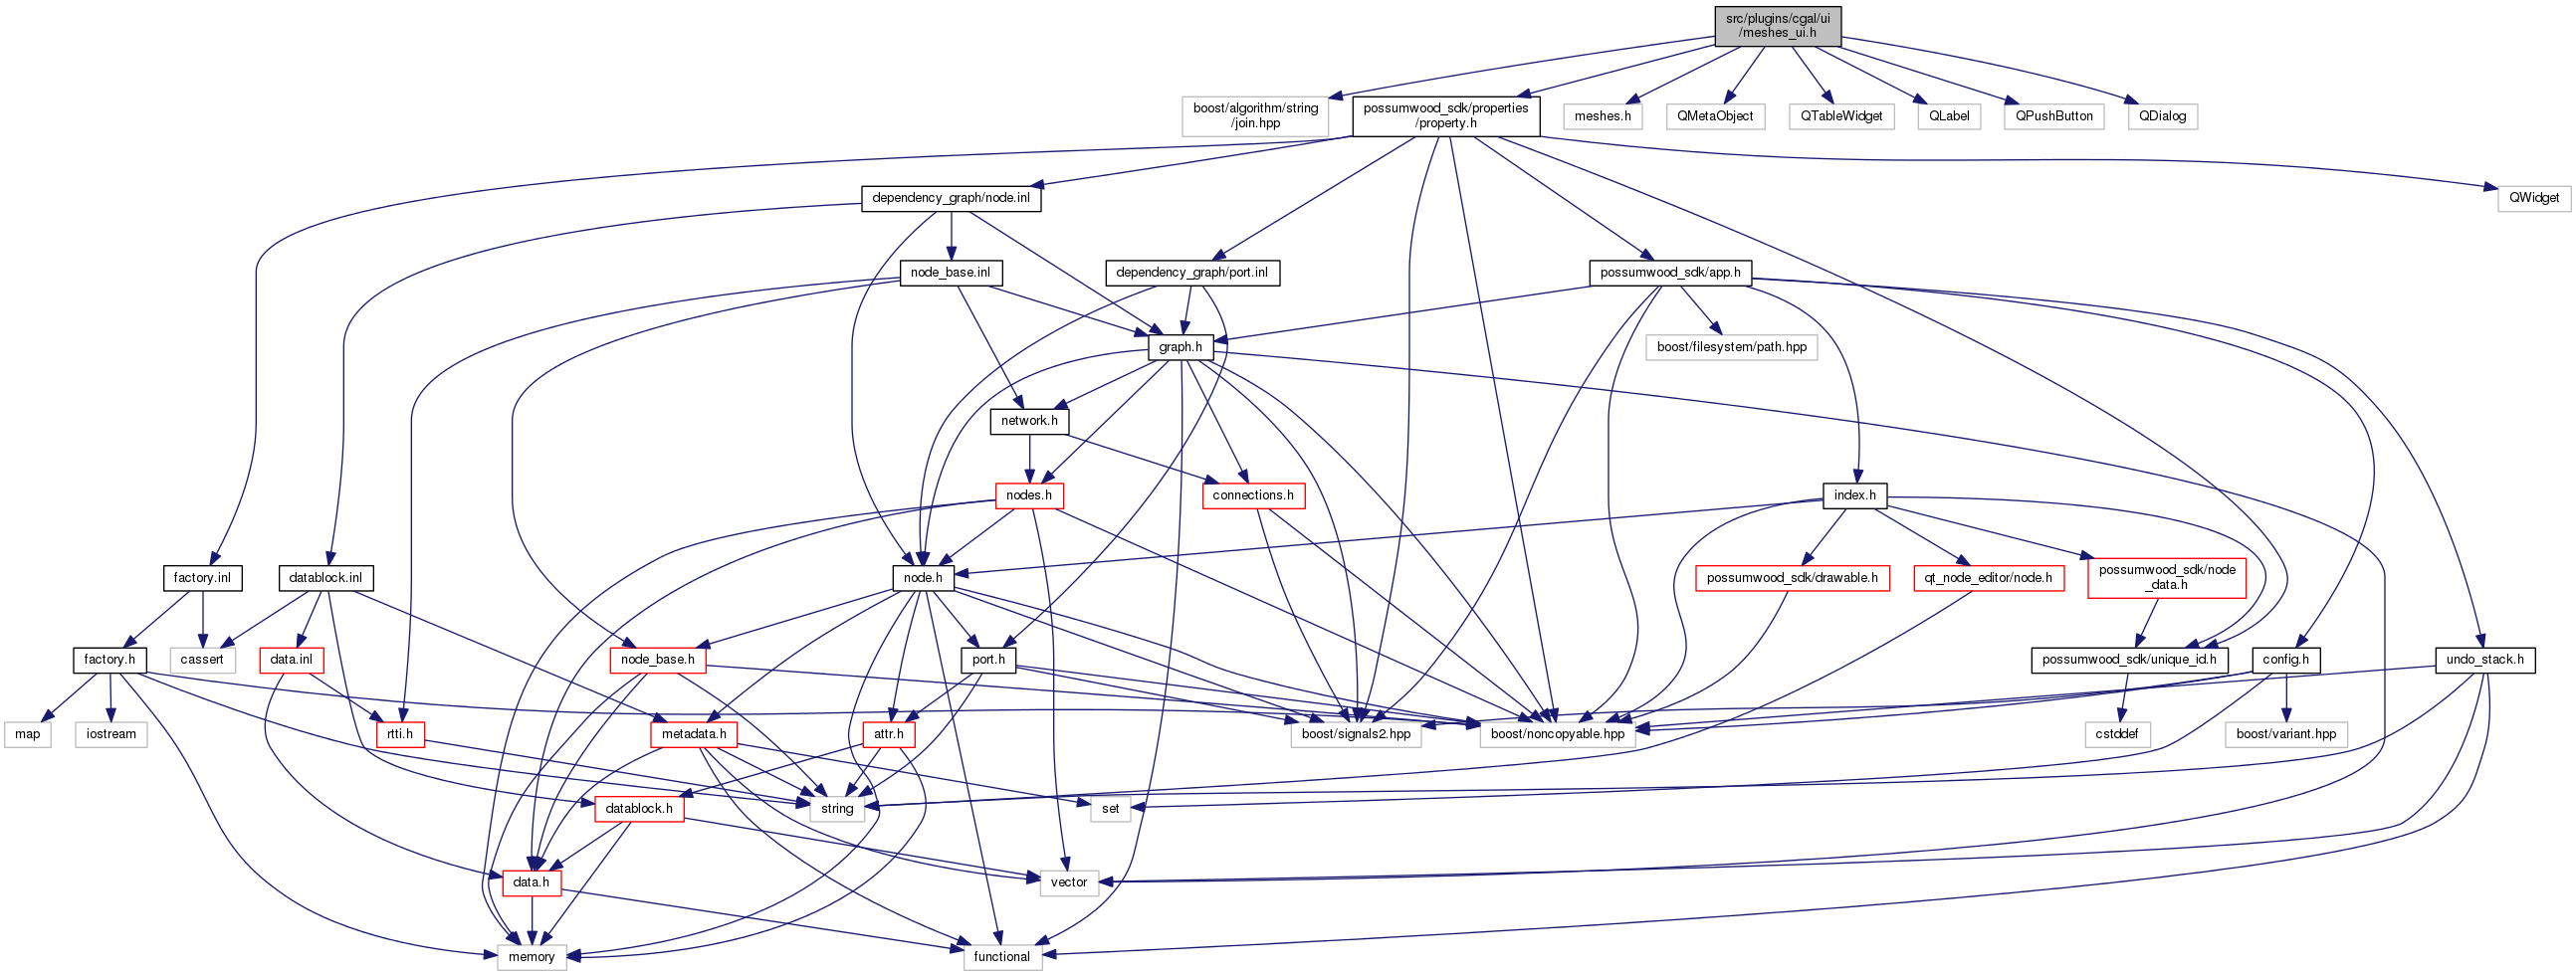 src/plugins/cgal/ui
/meshes_ui.h
boost/algorithm/string
/join.hpp
possumwood_sdk/properties
/property.h
meshes.h
QMetaObject
QTableWidget
QLabel
QPushButton
QDialog
dependency_graph/node.inl
QWidget
node_base.inl
dependency_graph/port.inl
possumwood_sdk/app.h
graph.h
boost/filesystem/path.hpp
network.h
nodes.h
connections.h
index.h
factory.inl
datablock.inl
node.h
possumwood_sdk/drawable.h
qt_node_editor/node.h
possumwood_sdk/node
_data.h
factory.h
cassert
data.inl
node_base.h
port.h
possumwood_sdk/unique_id.h
config.h
undo_stack.h
map
iostream
rtti.h
metadata.h
attr.h
boost/signals2.hpp
boost/noncopyable.hpp
cstddef
boost/variant.hpp
datablock.h
string
set
data.h
vector
memory
functional